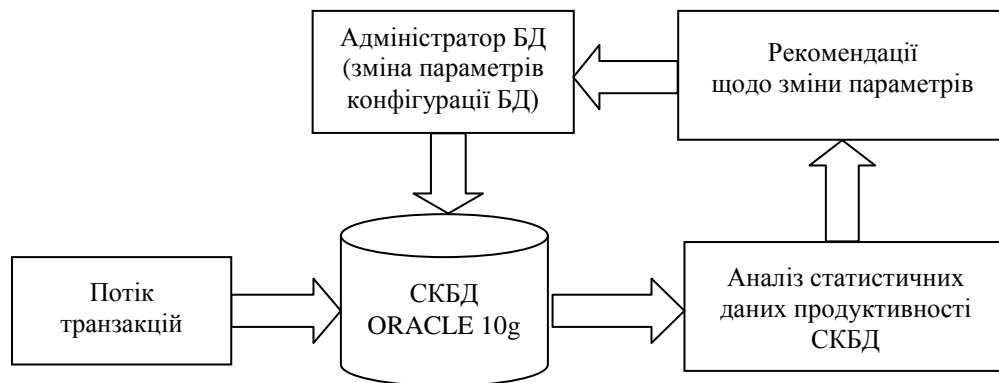 Адміністратор БД
(зміна параметрів
конфігурації БД)
Рекомендації
щодо зміни параметрів
Потік
транзакцій
СКБД
ORACLE 10g
Аналіз статистичних
даних продуктивності
СКБД